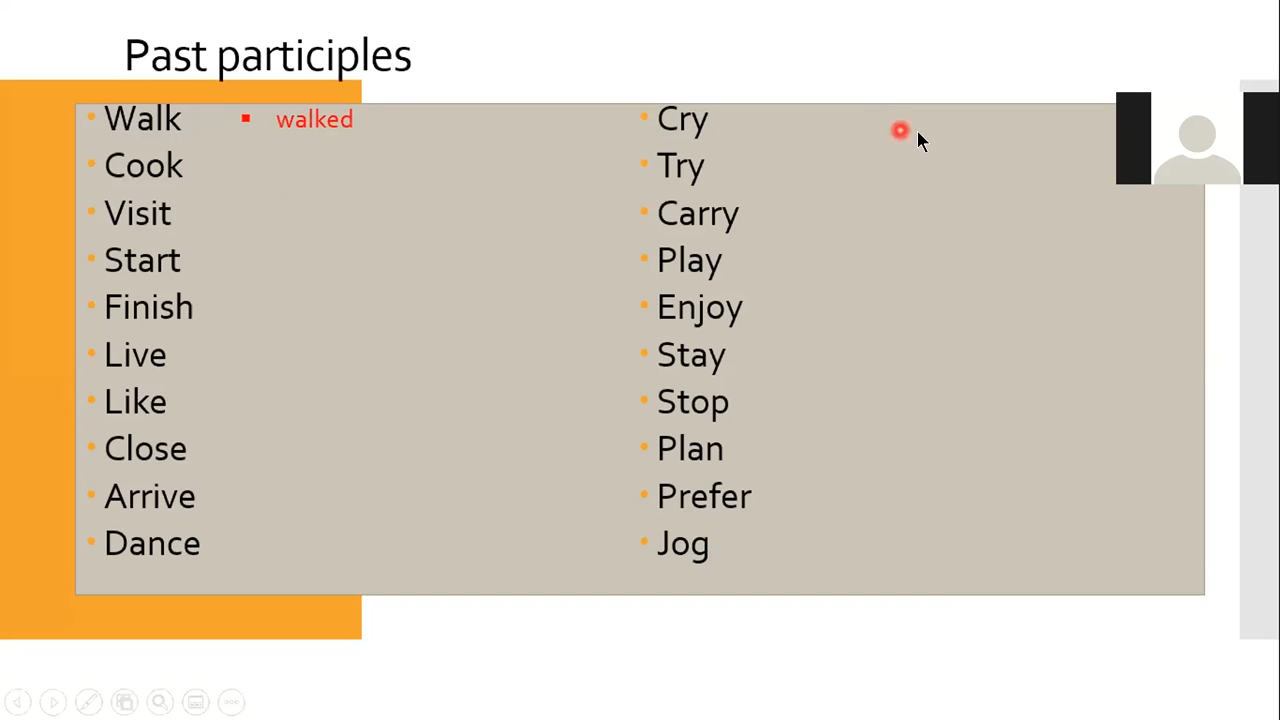 Past participles
Walk
walked
Cook
Visit
Start
Finish
Live
Like
Close
Arrive
Dance
Cry
Try
Carry
Play
Enjoy
Stay
Stop
Plan
Prefer
Jog